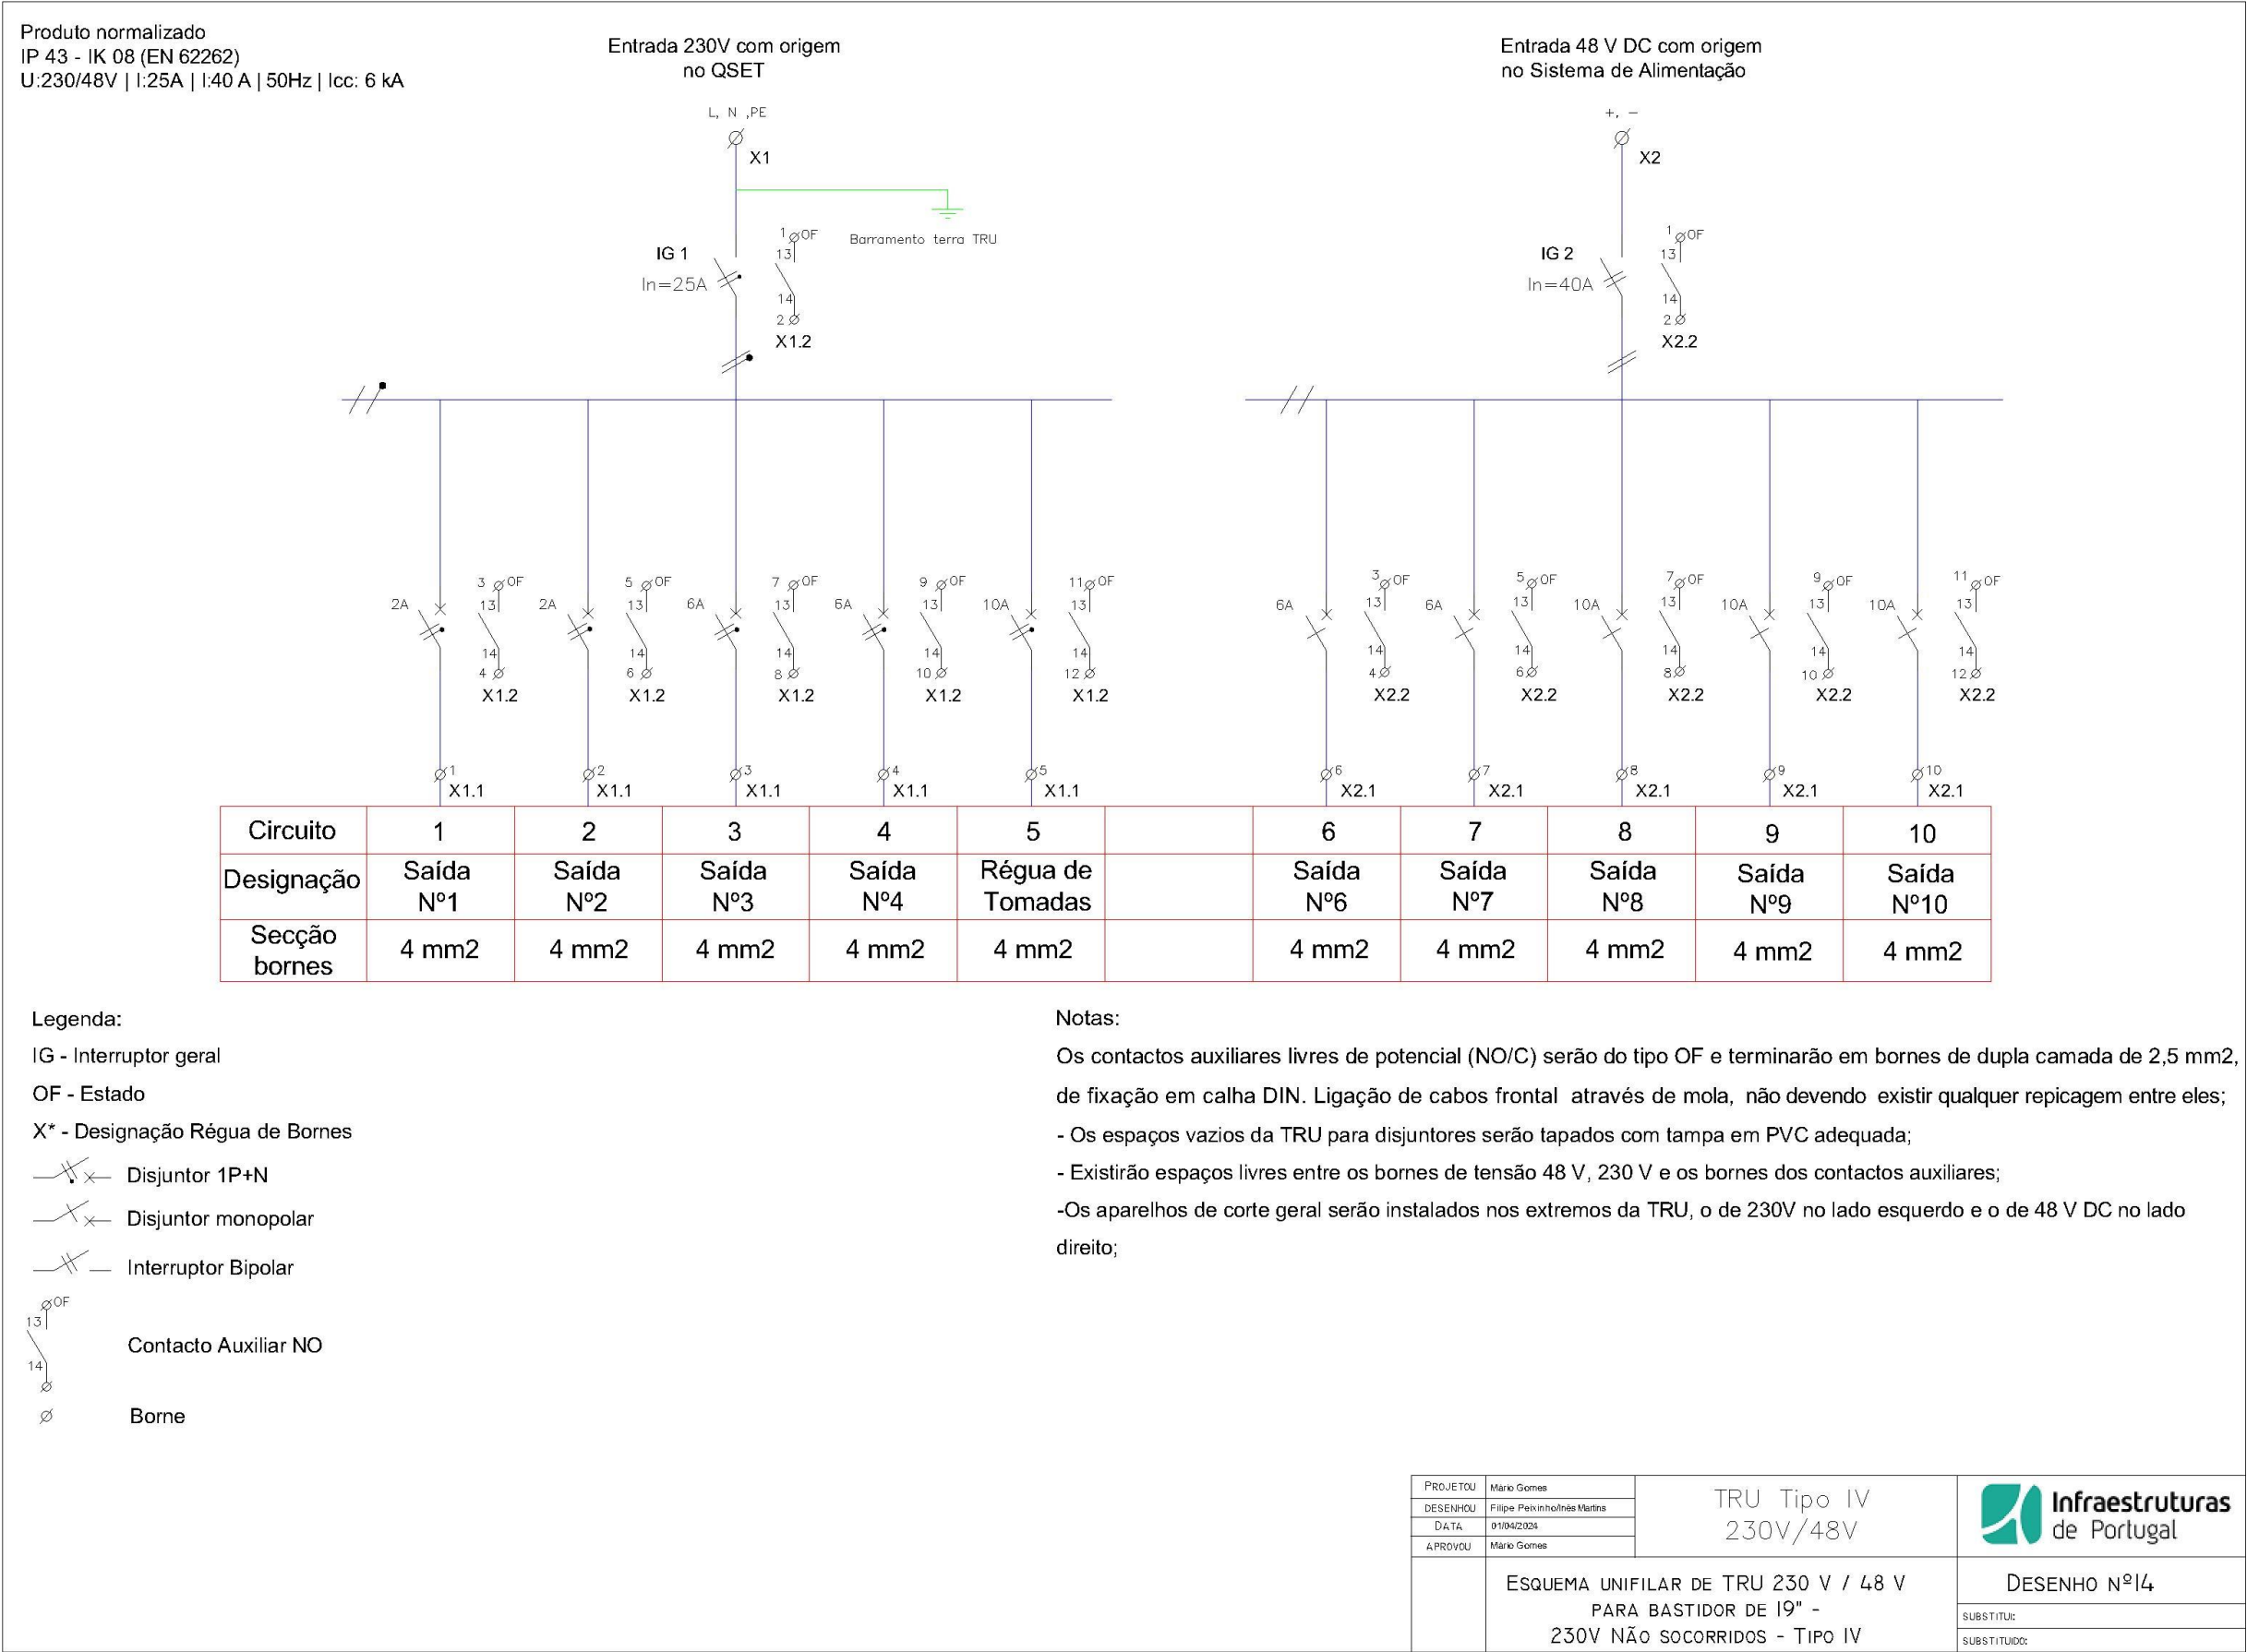 Produto normalizado
IP 43 - IK 08 (EN 62262)
U:230/48V | I:25A | I:40 A | 50Hz | Icc: 6 kA
Entrada 230V com origem
no QSET
L, N ,PE
X1
Barramento terra TRU
IG 1
In=25A
1 OF
13
14
2
X1.2
Entrada 48 V DC com origem
no Sistema de Alimentação
+, −
X2
IG 2
In=40A
1 OF
13
14
2
X2.2
2A
3 OF
13
14
4
X1.2
2A
5 OF
13
14
6
X1.2
6A
7 OF
13
14
8
X1.2
6A
9 OF
13
14
10
X1.2
10A
11 OF
13
14
12
X1.2
6A
3 OF
13
14
4
X2.2
6A
5 OF
13
14
6
X2.2
10A
7 OF
13
14
8
X2.2
10A
9 OF
13
14
10
X2.2
10A
11 OF
13
14
12
X2.2
1 2 3 4 5 6 7 8 9 10
X1.1 X1.1 X1.1 X1.1 X1.1 X2.1 X2.1 X2.1 X2.1 X2.1
Circuito 1 2 3 4 5 6 7 8 9 10
Designação
Saída
Nº1
Saída
Nº2
Saída
Nº3
Saída
Nº4
Régua de
Tomadas
Saída
Nº6
Saída
Nº7
Saída
Nº8
Saída
Nº9
Saída
Nº10
Secção
bornes
4 mm2 4 mm2 4 mm2 4 mm2 4 mm2 4 mm2 4 mm2 4 mm2 4 mm2 4 mm2
Legenda:
IG - Interruptor geral
OF - Estado
X* - Designação Régua de Bornes
Disjuntor 1P+N
Disjuntor monopolar
Interruptor Bipolar
OF
13
14
Contacto Auxiliar NO
Borne
Notas:
Os contactos auxiliares livres de potencial (NO/C) serão do tipo OF e terminarão em bornes de dupla camada de 2,5 mm2,
de fixação em calha DIN. Ligação de cabos frontal através de mola, não devendo existir qualquer repicagem entre eles;
- Os espaços vazios da TRU para disjuntores serão tapados com tampa em PVC adequada;
- Existirão espaços livres entre os bornes de tensão 48 V, 230 V e os bornes dos contactos auxiliares;
-Os aparelhos de corte geral serão instalados nos extremos da TRU, o de 230V no lado esquerdo e o de 48 V DC no lado
direito;
PROJETOU Mário Gomes
DESENHOU Filipe Peixinho/Inês Martins
DATA 01/04/2024
APROVOU Mário Gomes
TRU Tipo IV
230V/48V
Infraestruturas
de Portugal
ESQUEMA UNIFILAR DE TRU 230 V / 48 V
PARA BASTIDOR DE 19" -
230V NÃO SOCORRIDOS - TIPO IV
DESENHO Nº14
SUBSTITUI:
SUBSTITUIDO: